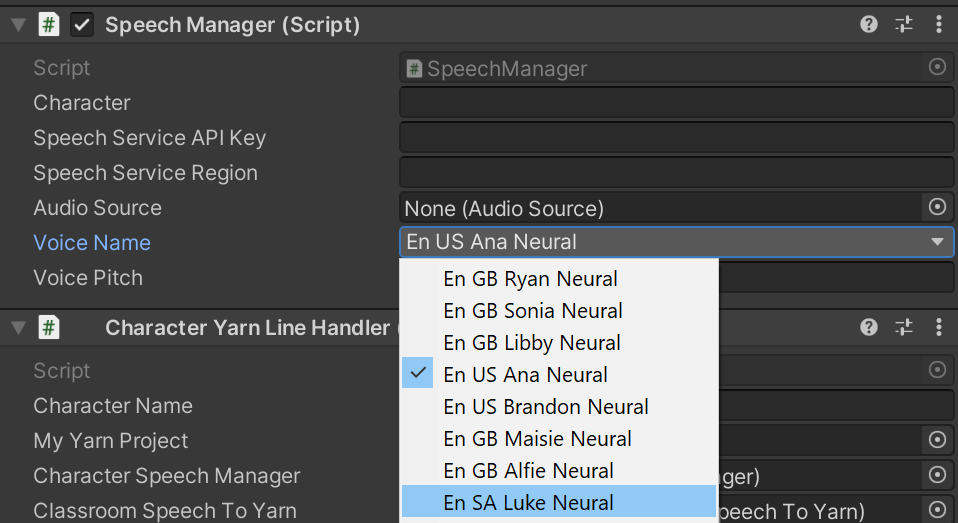 Speech Manager (Script)
Script
SpeechManager
Character
Speech Service API Key
Speech Service Region
Audio Source
None (Audio Source)
Voice Name
En US Ana Neural
Voice Pitch
En GB Ryan Neural
En GB Sonia Neural
En GB Libby Neural
En US Ana Neural
En US Brandon Neural
En GB Maisie Neural
En GB Alfie Neural
En SA Luke Neural
Character Yarn Line Handler (
Script
Character Name
My Yarn Project
Character Speech Manager
ger)
Classroom Speech To Yarn
peech To Yarn)